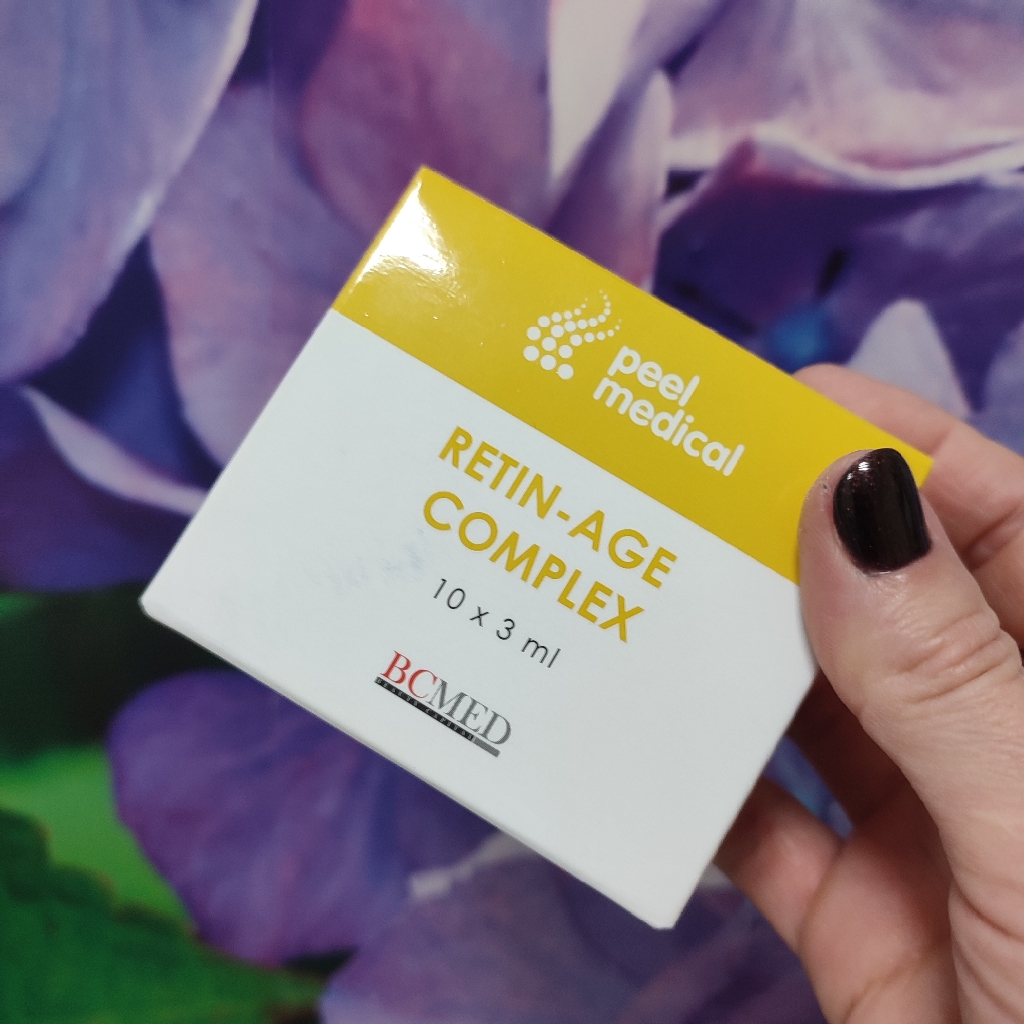 peel
medical
RETIN-AGE
COMPLEX
10 x 3 ml
BCMED